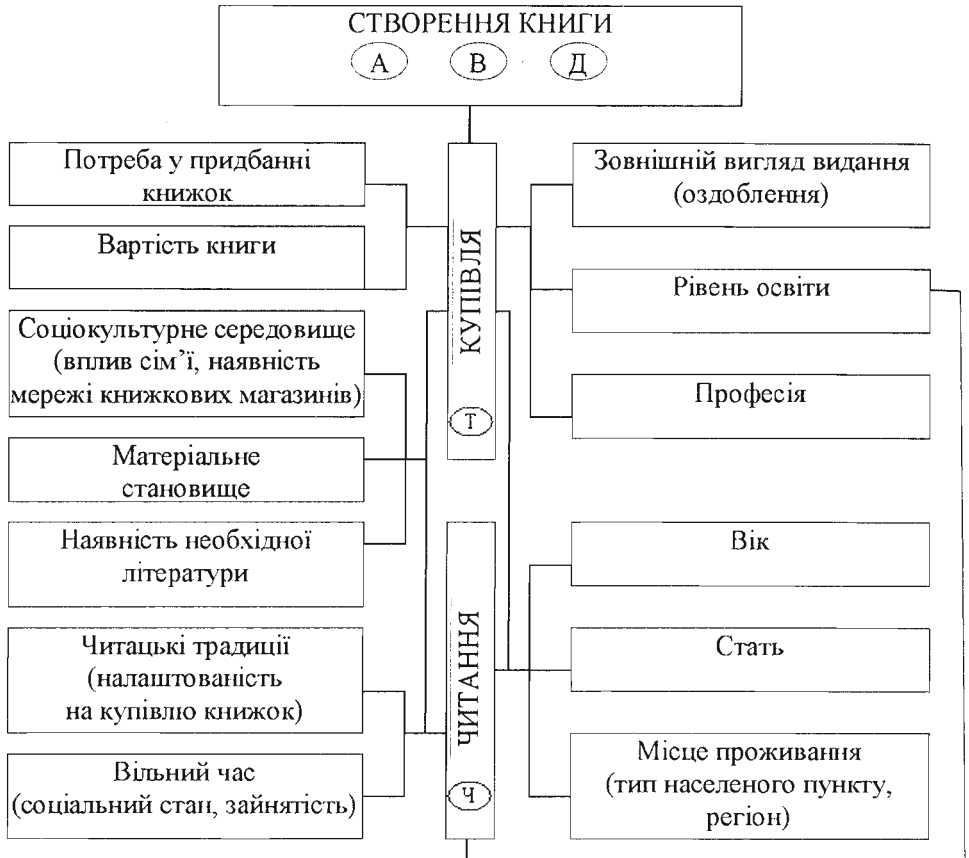 СТВОРЕННЯ КНИГИ
А В Д
Потреба у придбанні
книжок
Вартість книги
Соціокультурне середовище
(вплив сім’ї, наявність
мережі книжкових магазинів)
Матеріальне
становище
Наявність необхідної
літератури
Читацькі традиції
(налаштованість
на купівлю книжок)
Вільний час
(соціальний стан, зайнятість)
КУПІВЛЯ
Т
ЧИТАННЯ
Ч
Зовнішній вигляд видання
(оздоблення)
Рівень освіти
Професія
Вік
Стать
Місце проживання
(тип населеного пункту,
регіон)